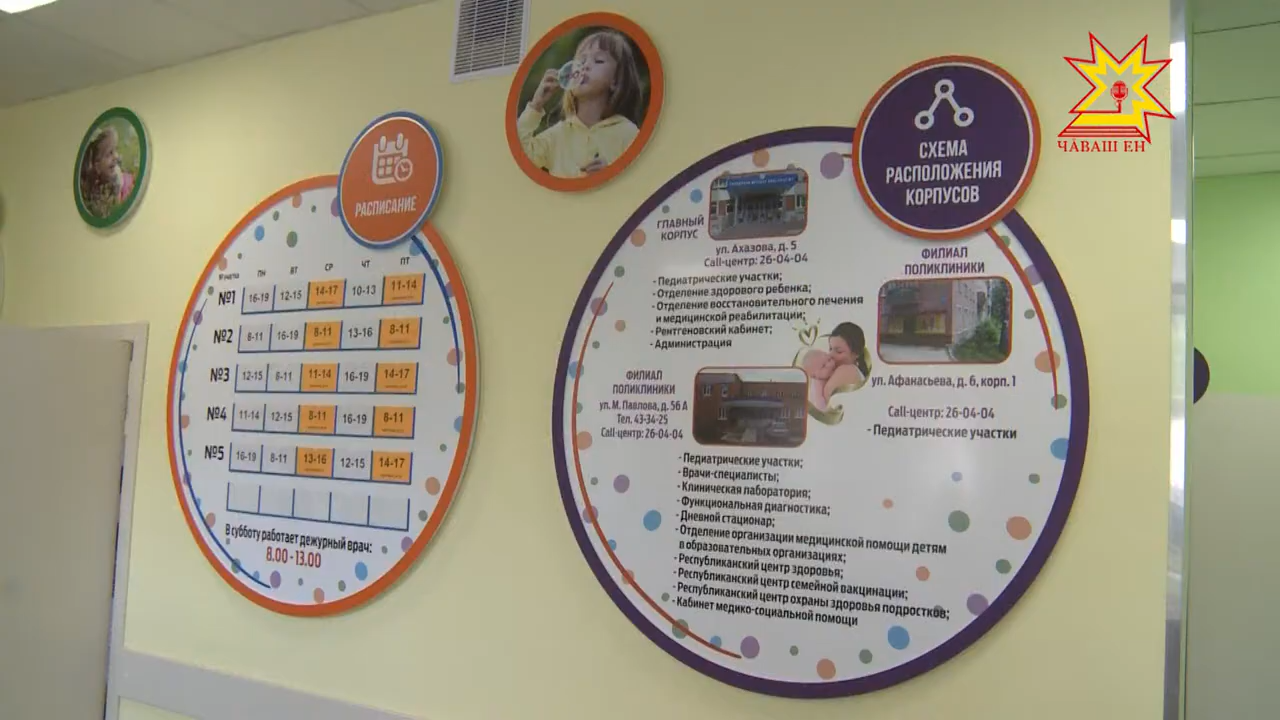 РАСПИСАНИЕ
№ участка ПН ВТ СР ЧТ ПТ
№1 16-19 12-15 14-17 10-13 11-14
№2 8-11 16-19 8-11 13-16 8-11
№3 12-15 8-11 11-14 16-19 14-17
№4 11-14 12-15 8-11 16-19 8-11
№5 16-19 8-11 13-16 12-15 14-17
В субботу работает дежурный врач:
8.00 - 13.00
СХЕМА
РАСПОЛОЖЕНИЯ
КОРПУСОВ
ГЛАВНЫЙ
КОРПУС
ул. Ахазова, д. 5
Call-центр: 26-04-04
- Педиатрические участки;
- Отделение здорового ребенка;
- Отделение восстановительного лечения
и медицинской реабилитации;
- Рентгеновский кабинет;
- Администрация
ФИЛИАЛ
ПОЛИКЛИНИКИ
ул. Афанасьева, д. 6, корп. 1
Call-центр: 26-04-04
- Педиатрические участки
ФИЛИАЛ
ПОЛИКЛИНИКИ
ул. М. Павлова, д. 56 А
Тел. 43-34-25
Call-центр: 26-04-04
- Педиатрические участки;
- Врачи-специалисты;
- Клиническая лаборатория;
- Функциональная диагностика;
- Дневной стационар;
- Отделение организации медицинской помощи детям
в образовательных организациях;
- Республиканский центр здоровья;
- Республиканский центр семейной вакцинации;
- Республиканский центр охраны здоровья подростков;
- Кабинет медико-социальной помощи
ЧӐВАШ ЕН